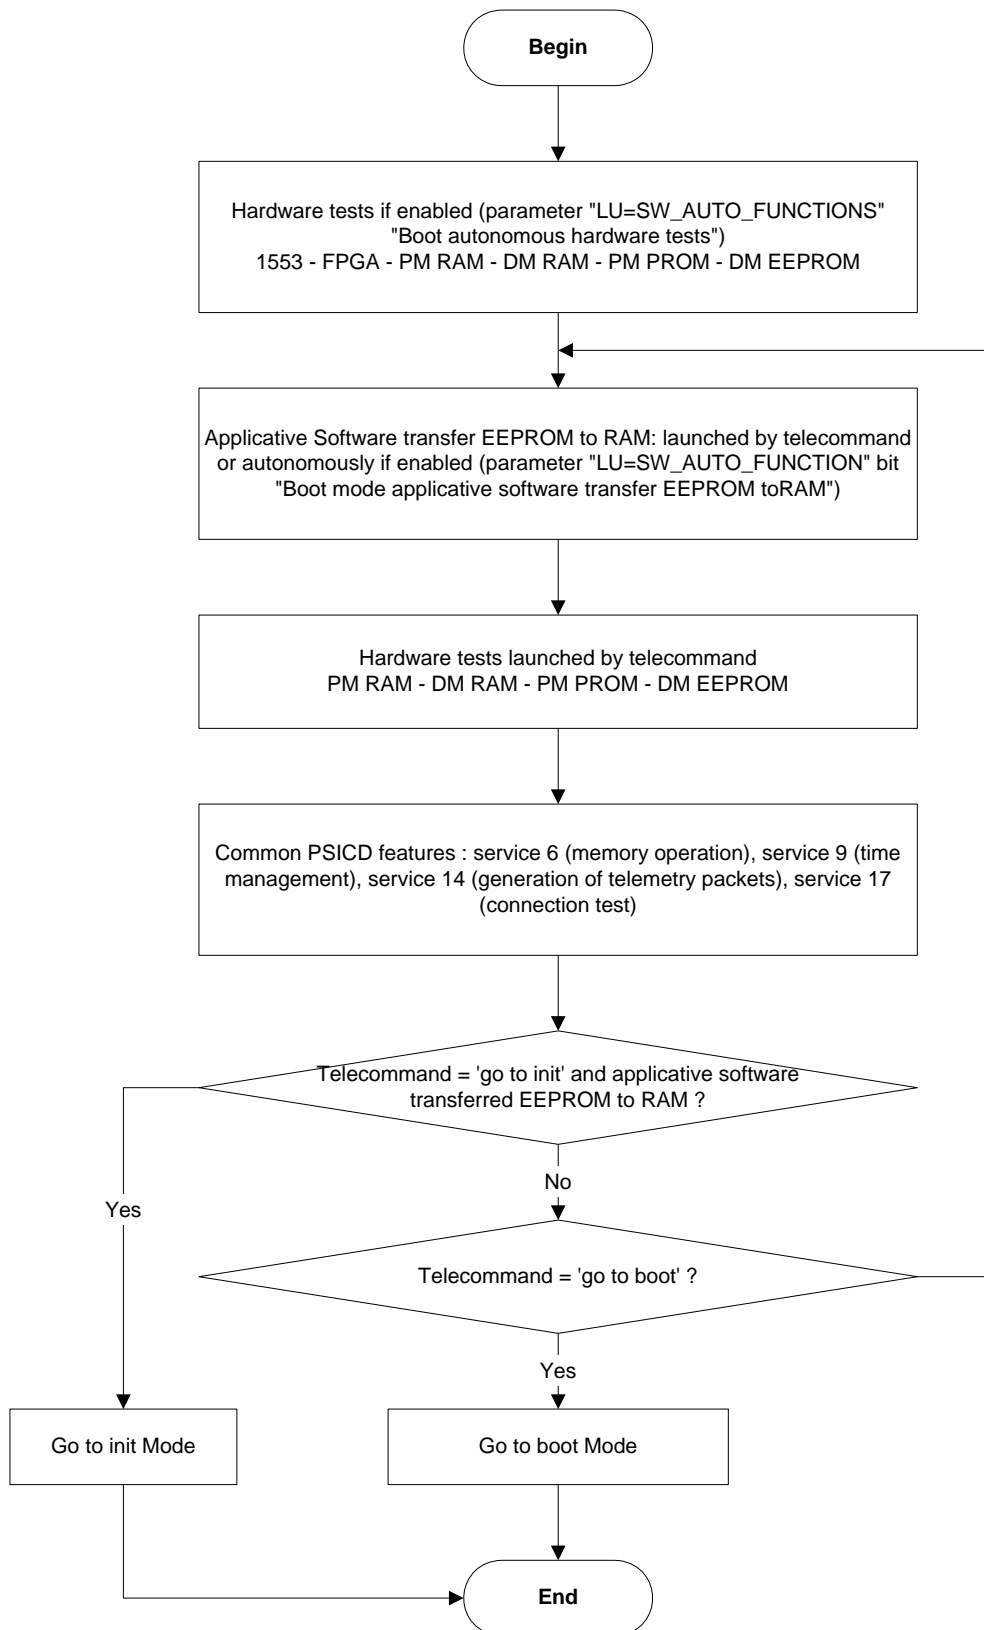 Begin
Hardware tests if enabled (parameter "LU=SW_AUTO_FUNCTIONS"
"Boot autonomous hardware tests")
1553 - FPGA - PM RAM - DM RAM - PM PROM - DM EEPROM
Applicative Software transfer EEPROM to RAM: launched by telecommand
or autonomously if enabled (parameter "LU=SW_AUTO_FUNCTION" bit
"Boot mode applicative software transfer EEPROM toRAM")
Hardware tests launched by telecommand
PM RAM - DM RAM - PM PROM - DM EEPROM
Common PSICD features : service 6 (memory operation), service 9 (time
management), service 14 (generation of telemetry packets), service 17
(connection test)
Telecommand = 'go to init' and applicative software
transferred EEPROM to RAM ?
No
Yes
Telecommand = 'go to boot' ?
Yes
Go to init Mode
Go to boot Mode
End